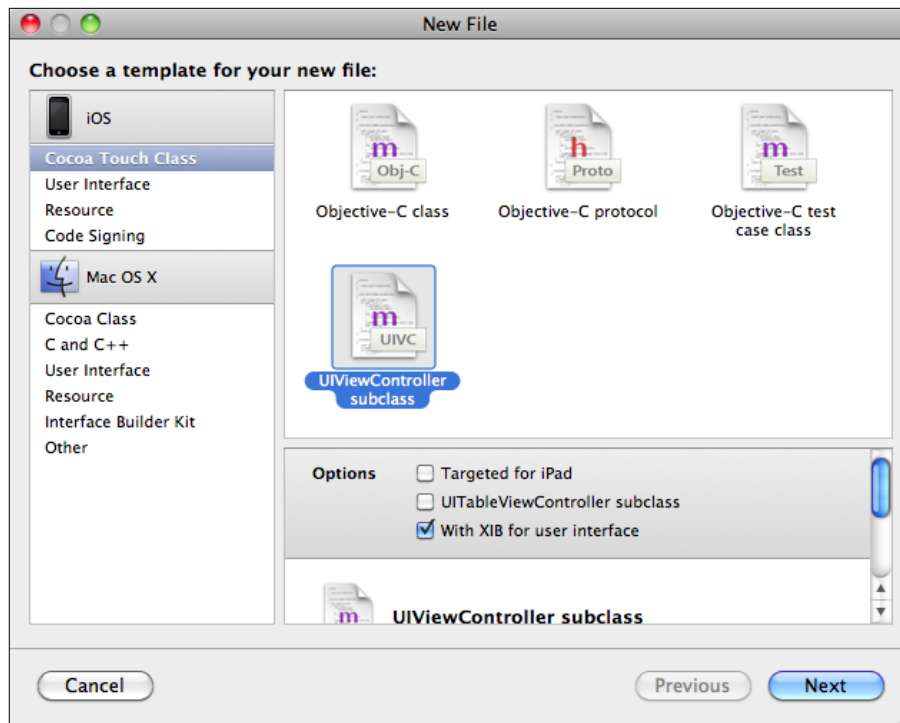 New File
Choose a template for your new file:
iOS
Cocoa Touch Class
User Interface
Resource
Code Signing
Mac OS X
Cocoa Class
C and C++
User Interface
Resource
Interface Builder Kit
Other
m
Obj-C
Objective-C class
h
Proto
Objective-C protocol
m
Test
Objective-C test
case class
m
UIVC
UIViewController
subclass
Options
Targeted for iPad
UITableViewController subclass
With XIB for user interface
m
UIViewController subclass
Cancel
Previous
Next